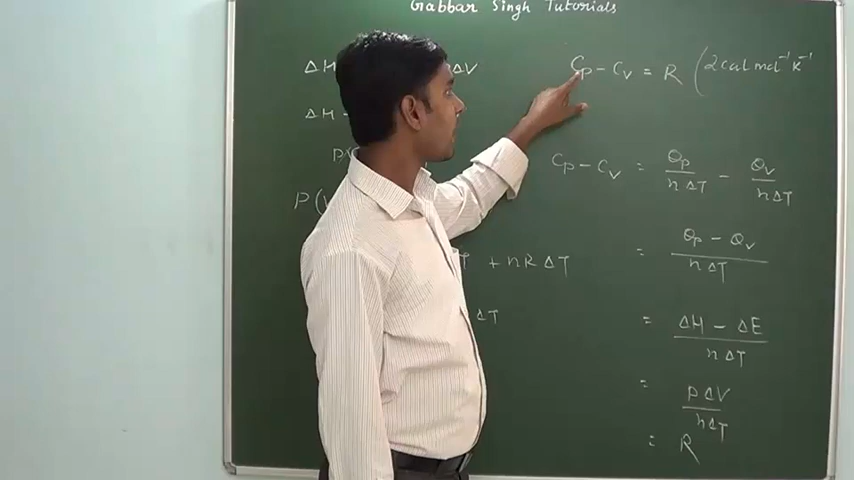 Gabbar Singh Tutorials
ΔH ΔV
ΔH -
P(
P(
T + nRΔT
ΔT
Cp - Cv = R (2 cal mol⁻¹ K⁻¹
Cp - Cv = Qp/nΔT - Qv/nΔT
= Qp - Qv / nΔT
= ΔH - ΔE / nΔT
= PΔV / nΔT
= R